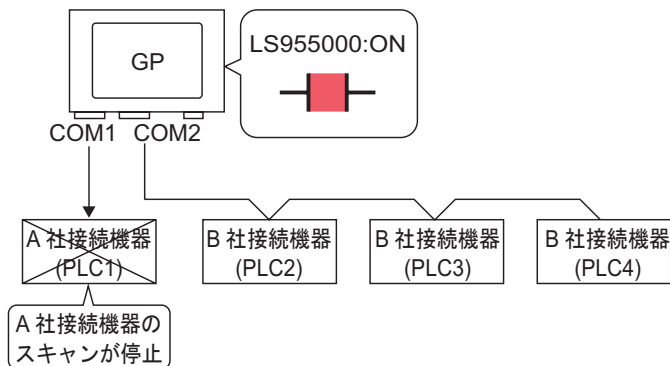 GP
LS955000:ON
COM1 COM2
A 社接続機器
(PLC1)
B 社接続機器
(PLC2)
B 社接続機器
(PLC3)
B 社接続機器
(PLC4)
A 社接続機器の
スキャンが停止